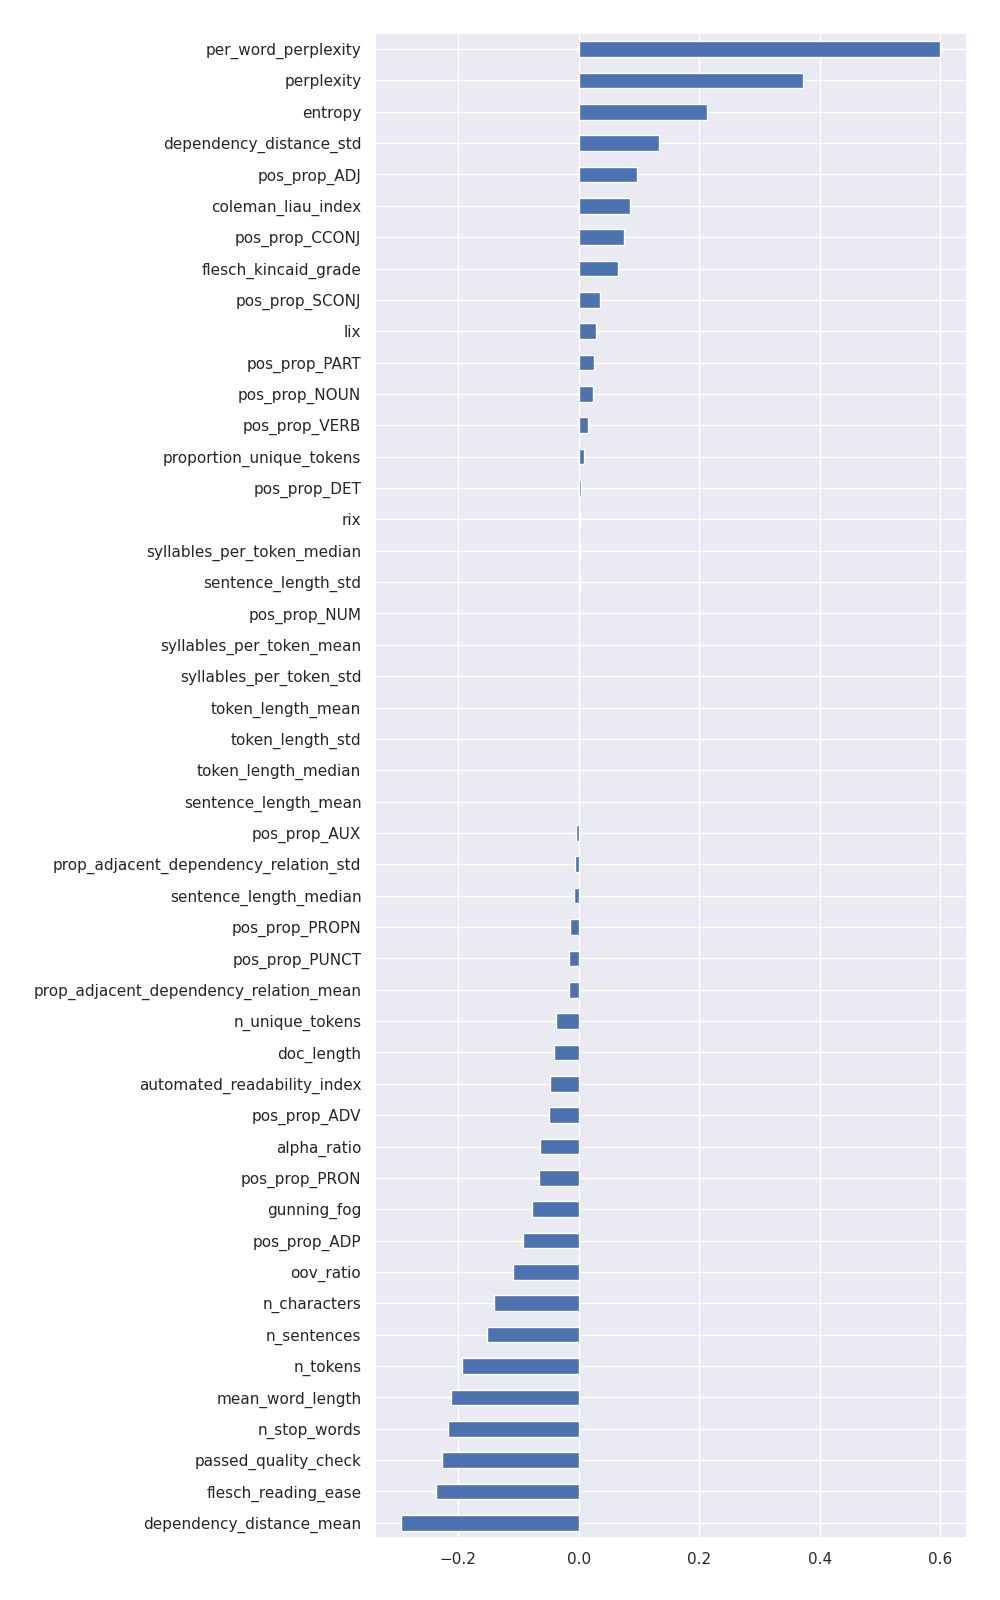 per_word_perplexity
perplexity
entropy
dependency_distance_std
pos_prop_ADJ
coleman_liau_index
pos_prop_CCONJ
flesch_kincaid_grade
pos_prop_SCONJ
lix
pos_prop_PART
pos_prop_NOUN
pos_prop_VERB
proportion_unique_tokens
pos_prop_DET
rix
syllables_per_token_median
sentence_length_std
pos_prop_NUM
syllables_per_token_mean
syllables_per_token_std
token_length_mean
token_length_std
token_length_median
sentence_length_mean
pos_prop_AUX
prop_adjacent_dependency_relation_std
sentence_length_median
pos_prop_PROPN
pos_prop_PUNCT
prop_adjacent_dependency_relation_mean
n_unique_tokens
doc_length
automated_readability_index
pos_prop_ADV
alpha_ratio
pos_prop_PRON
gunning_fog
pos_prop_ADP
oov_ratio
n_characters
n_sentences
n_tokens
mean_word_length
n_stop_words
passed_quality_check
flesch_reading_ease
dependency_distance_mean
−0.2 0.0 0.2 0.4 0.6